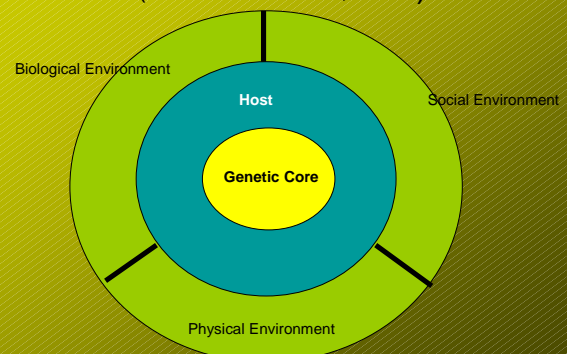 Biological Environment
Host
Social Environment
Genetic Core
Physical Environment